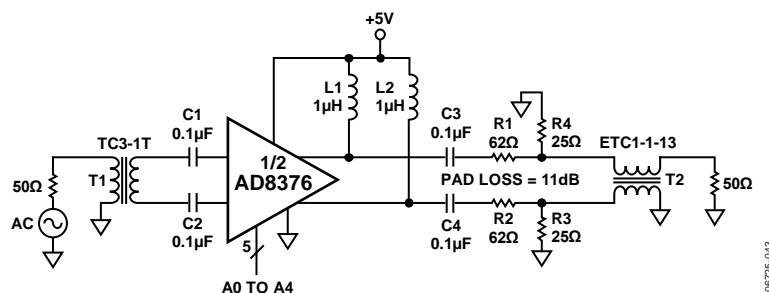 +5V
L1
1µH
L2
1µH
C1
0.1µF
TC3-1T
50Ω
T1
AC
C2
0.1µF
1/2
AD8376
5
A0 TO A4
C3
0.1µF
R1
62Ω
R4
25Ω
ETC1-1-13
PAD LOSS = 11dB
T2
50Ω
C4
0.1µF
R2
62Ω
R3
25Ω
06725-043